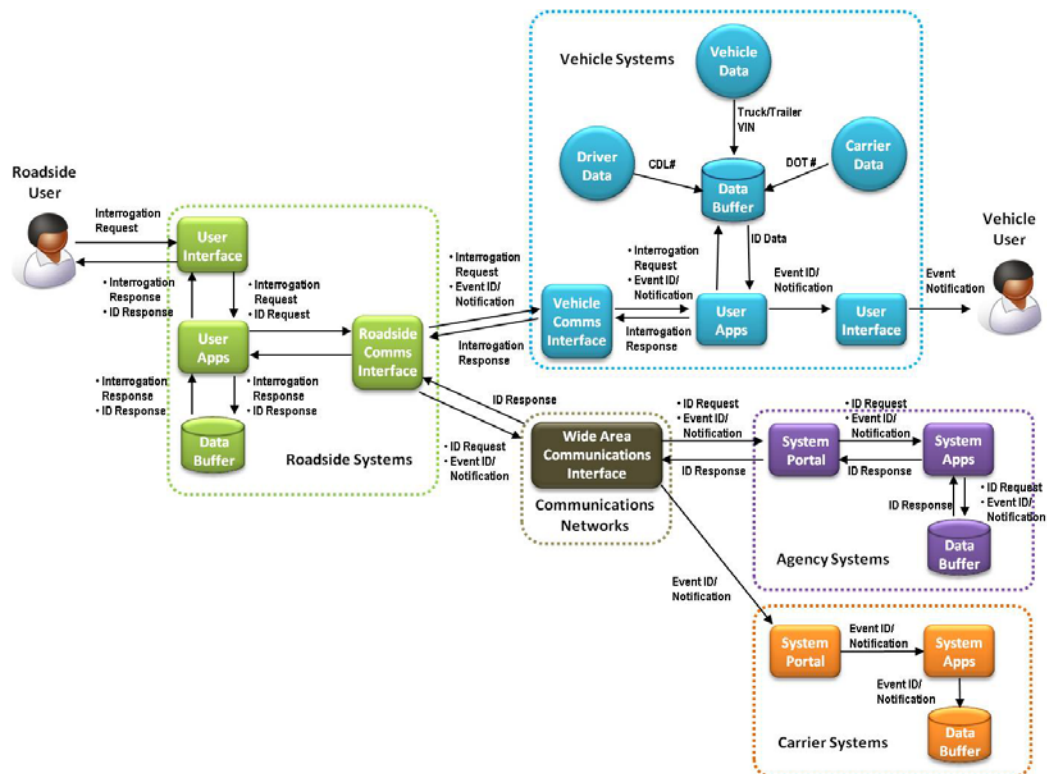 Vehicle Systems
Vehicle
Data
Truck/Trailer
VIN
Driver
Data
CDL#
DOT #
Carrier
Data
Data
Buffer
ID Data
Roadside
User
Interrogation
Request
User
Interface
• Interrogation
Response
• ID Response
• Interrogation
Request
• ID Request
User
Apps
Roadside
Comms
Interface
• Interrogation
Response
• ID Response
• Interrogation
Response
• ID Response
Data
Buffer
Roadside Systems
• Interrogation
Request
• Event ID/
Notification
Interrogation
Response
Vehicle
Comms
Interface
• Interrogation
Request
• Event ID/
Notification
Interrogation
Response
User
Apps
Event ID/
Notification
User
Interface
Event
Notification
Vehicle
User
ID Response
• ID Request
• Event ID/
Notification
Wide Area
Communications
Interface
Communications
Networks
• ID Request
• Event ID/
Notification
ID Response
System
Portal
• ID Request
• Event ID/
Notification
ID Response
System
Apps
ID Response
• ID Request
• Event ID/
Notification
Data
Buffer
Agency Systems
Event ID/
Notification
System
Portal
Event ID/
Notification
System
Apps
Event ID/
Notification
Data
Buffer
Carrier Systems